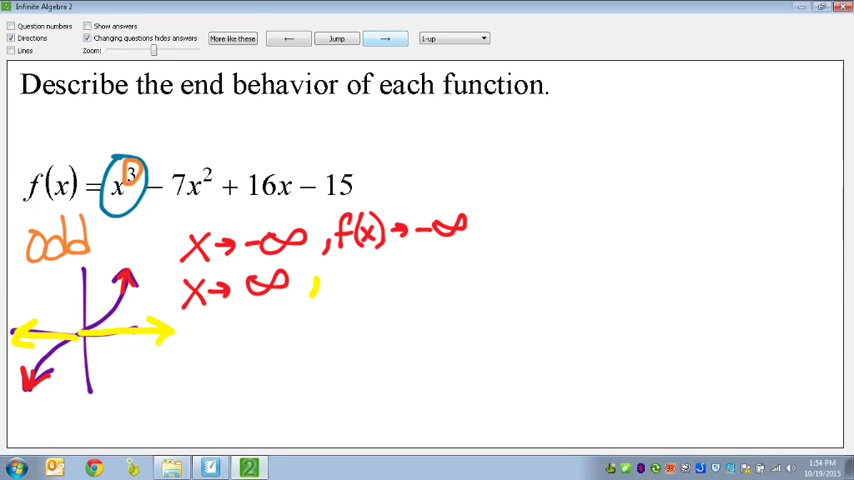 Infinite Algebra 2
Question numbers Show answers
Directions Changing questions hides answers More like these ← Jump → 1-up
Lines Zoom:
Describe the end behavior of each function.
f(x) = x³ − 7x² + 16x − 15
odd
x → -∞, f(x) → -∞
x → ∞ ,
1:54 PM
10/19/2015